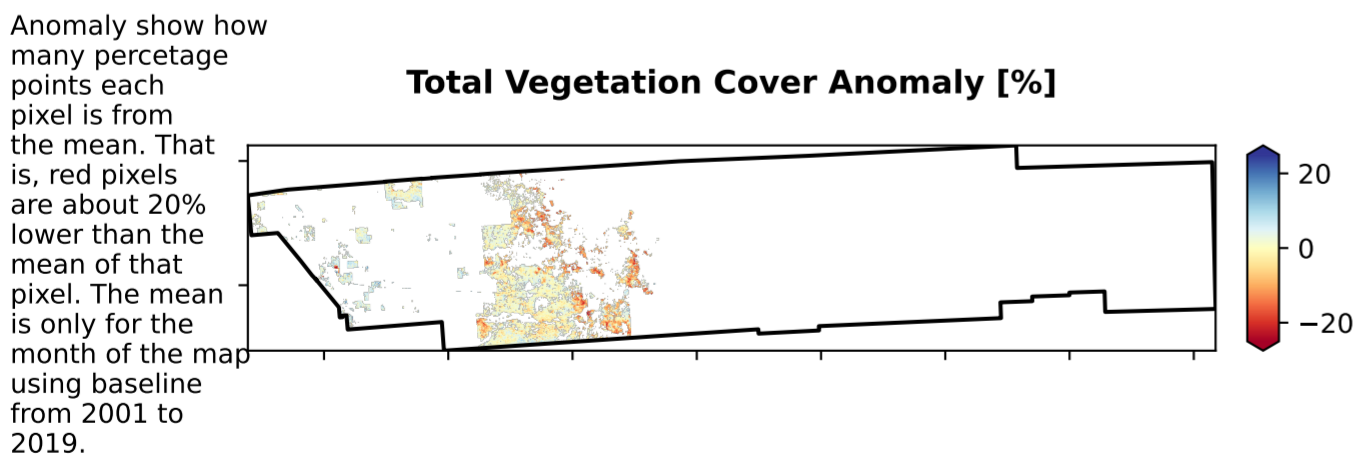 Anomaly show how
many percetage
points each
pixel is from
the mean. That
is, red pixels
are about 20%
lower than the
mean of that
pixel. The mean
is only for the
month of the map
using baseline
from 2001 to
2019.
Total Vegetation Cover Anomaly [%]
20
0
−20